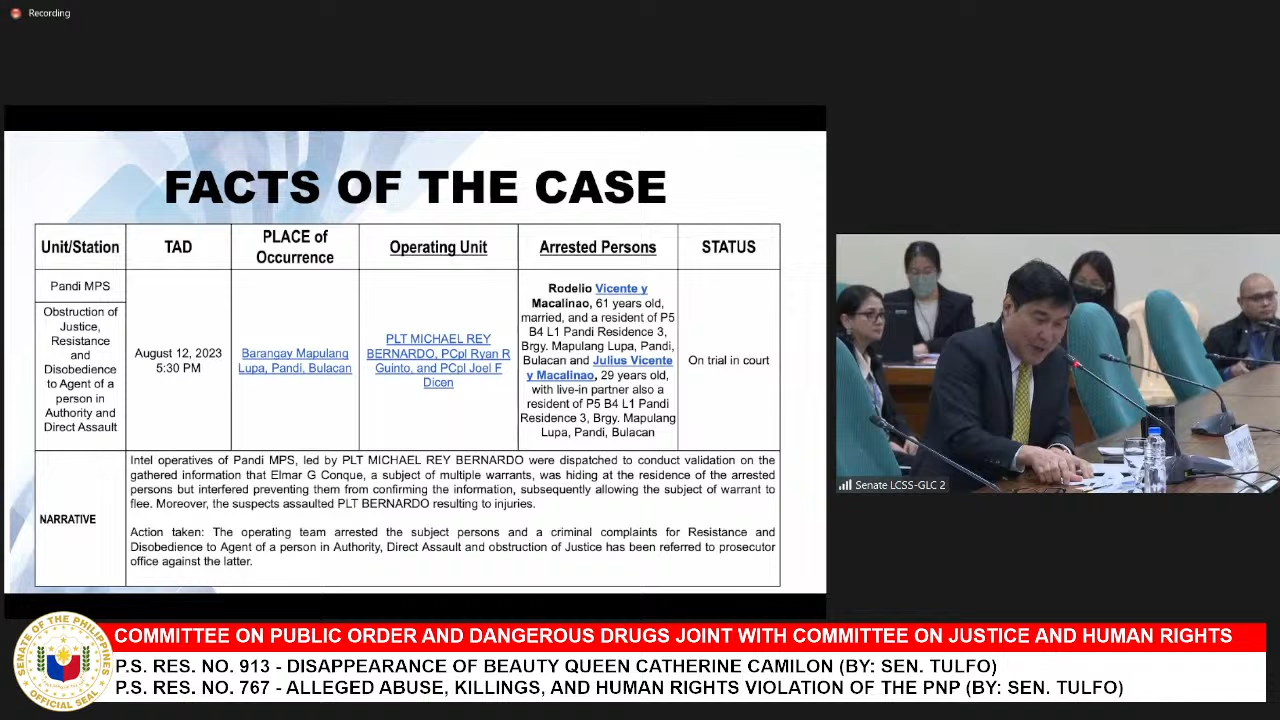 Recording
FACTS OF THE CASE
Unit/Station
TAD
PLACE of
Occurrence
Operating Unit
Arrested Persons
STATUS
Pandi MPS
Obstruction of
Justice,
Resistance
and
Disobedience
to Agent of a
person in
Authority and
Direct Assault
August 12, 2023
5:30 PM
Barangay Mapulang
Lupa, Pandi, Bulacan
PLT MICHAEL REY
BERNARDO, PCpl Ryan R
Guinto, and PCpl Joel F
Dicen
Rodelio Vicente y
Macalinao, 61 years old,
married, and a resident of P5
B4 L1 Pandi Residence 3,
Brgy. Mapulang Lupa, Pandi,
Bulacan and Julius Vicente
y Macalinao, 29 years old,
with live-in partner also a
resident of P5 B4 L1 Pandi
Residence 3, Brgy. Mapulang
Lupa, Pandi, Bulacan
On trial in court
NARRATIVE
Intel operatives of Pandi MPS, led by PLT MICHAEL REY BERNARDO were dispatched to conduct validation on the
gathered information that Elmar G Conque, a subject of multiple warrants, was hiding at the residence of the arrested
persons but interfered preventing them from confirming the information, subsequently allowing the subject of warrant to
flee. Moreover, the suspects assaulted PLT BERNARDO resulting to injuries.
Action taken: The operating team arrested the subject persons and a criminal complaints for Resistance and
Disobedience to Agent of a person in Authority, Direct Assault and obstruction of Justice has been referred to prosecutor
office against the latter.
Senate LCSS-GLC 2
SENATE OF THE PHILIPPINES
OFFICIAL SEAL
COMMITTEE ON PUBLIC ORDER AND DANGEROUS DRUGS JOINT WITH COMMITTEE ON JUSTICE AND HUMAN RIGHTS
P.S. RES. NO. 913 - DISAPPEARANCE OF BEAUTY QUEEN CATHERINE CAMILON (BY: SEN. TULFO)
P.S. RES. NO. 767 - ALLEGED ABUSE, KILLINGS, AND HUMAN RIGHTS VIOLATION OF THE PNP (BY: SEN. TULFO)